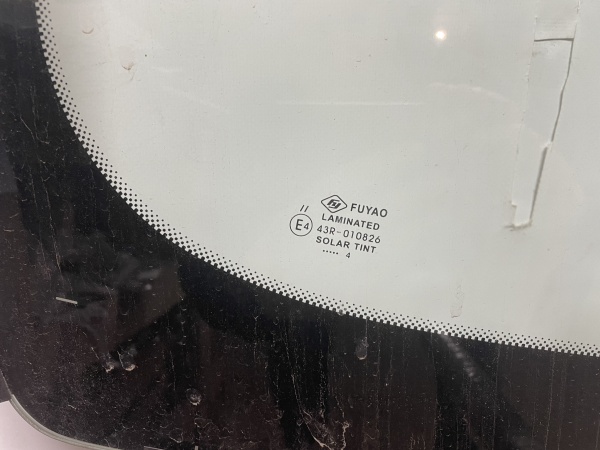 FUYAO
LAMINATED
//
E4 43R-010826
SOLAR TINT
..... 4